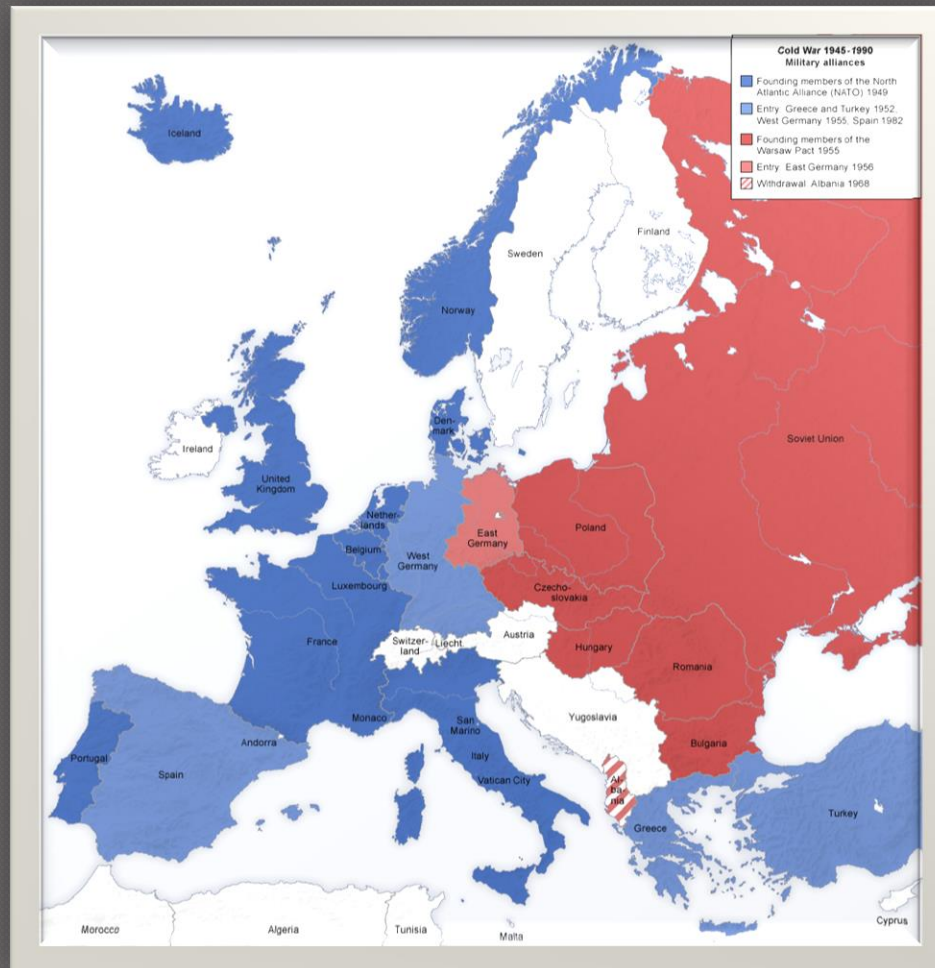 Cold War 1945-1990
Military alliances
Founding members of the North
Atlantic Alliance (NATO) 1949
Entry Greece and Turkey 1952,
West Germany 1955, Spain 1982
Founding members of the
Warsaw Pact 1955
Entry East Germany 1956
Withdrawal Albania 1968
Iceland
Finland
Sweden
Norway
Den-
mark
Soviet Union
Ireland
United
Kingdom
Nether-
lands
Poland
East
Germany
Belgium
West
Germany
Luxembourg
Czecho-
slovakia
Austria
France
Switzer-
land
Liecht
Hungary
Romania
Monaco
San
Marino
Yugoslavia
Andorra
Bulgaria
Portugal
Italy
Spain
Vatican City
Al-
ba-
nia
Turkey
Greece
Cyprus
Morocco
Algeria
Tunisia
Malta